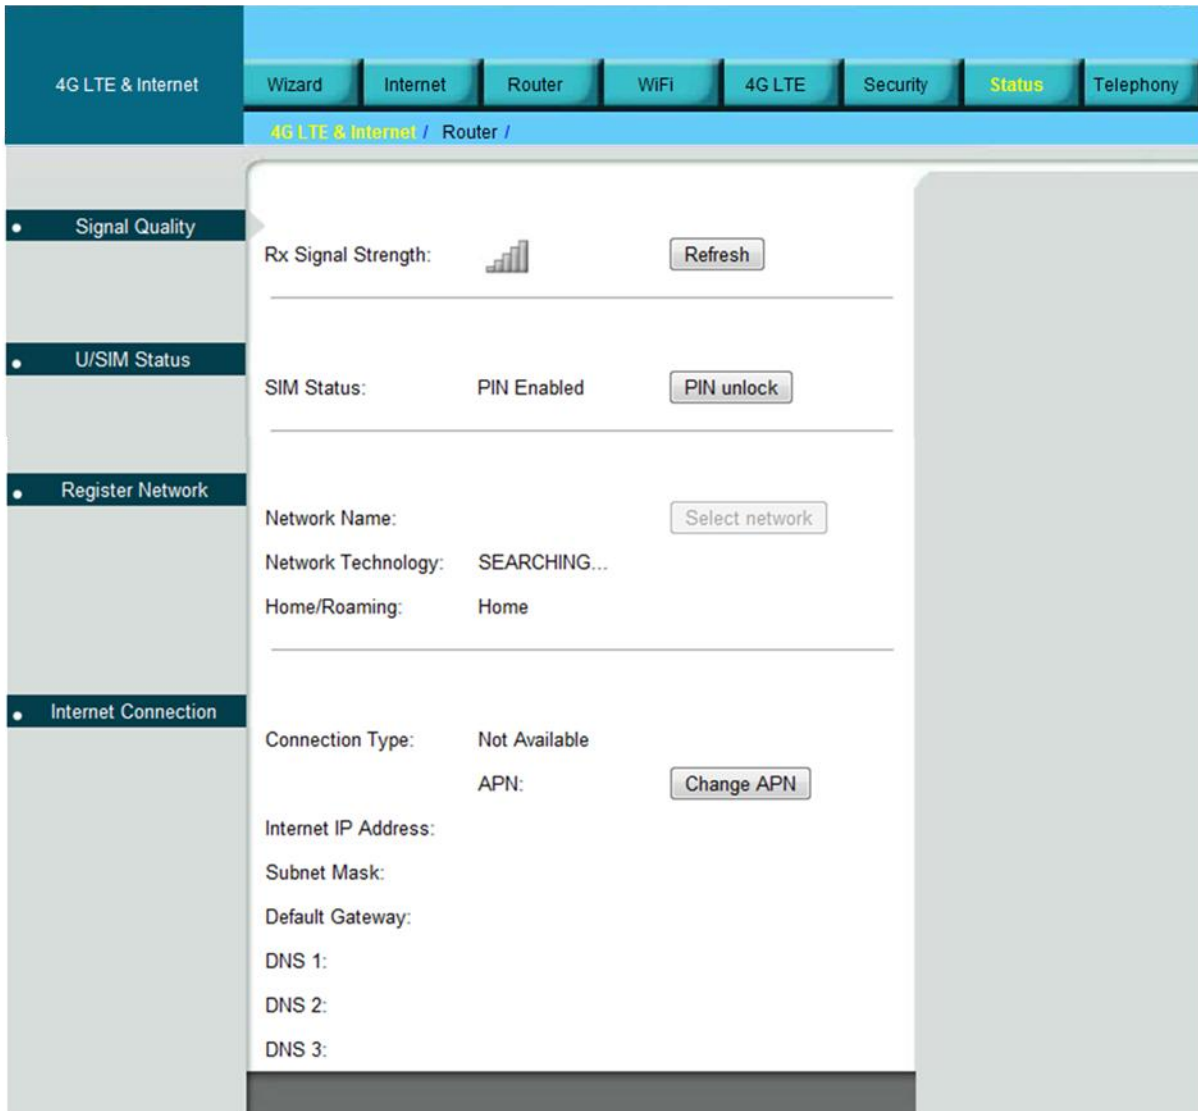 4G LTE & Internet
Wizard Internet Router WiFi 4G LTE Security Status Telephony
4G LTE & Internet / Router /
Signal Quality
Rx Signal Strength: Refresh
U/SIM Status
SIM Status: PIN Enabled PIN unlock
Register Network
Network Name: Select network
Network Technology: SEARCHING...
Home/Roaming: Home
Internet Connection
Connection Type: Not Available
APN: Change APN
Internet IP Address:
Subnet Mask:
Default Gateway:
DNS 1:
DNS 2:
DNS 3: